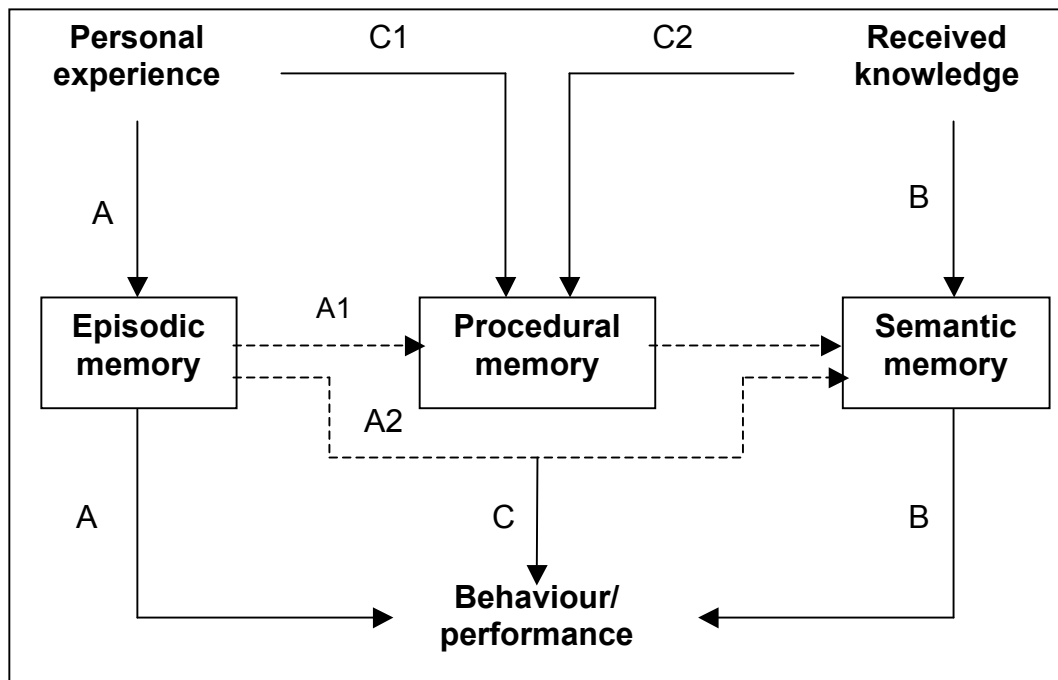 Personal
experience
C1
C2
Received
knowledge
A
B
Episodic
memory
A1
Procedural
memory
Semantic
memory
A2
A
C
B
Behaviour/
performance